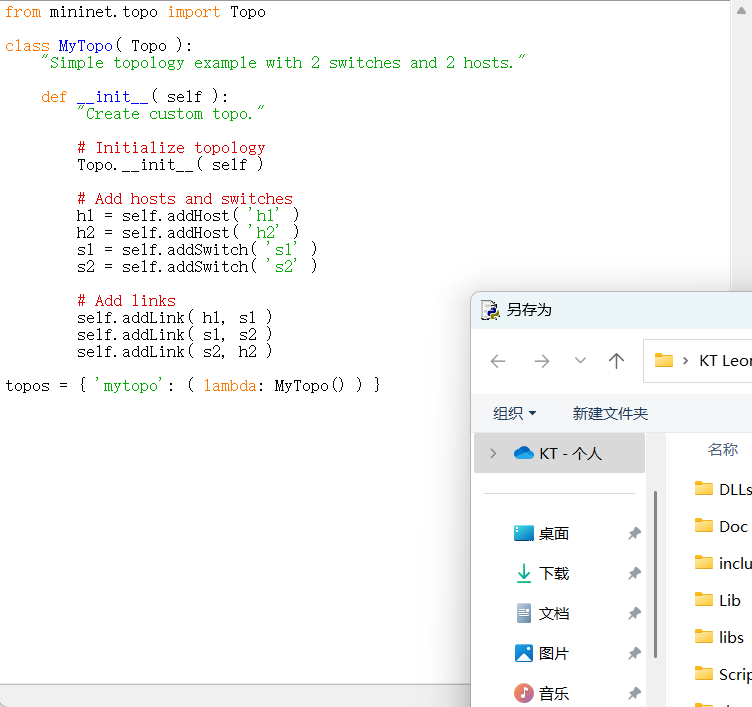 from mininet.topo import Topo
class MyTopo( Topo ):
"Simple topology example with 2 switches and 2 hosts."
def __init__( self ):
"Create custom topo."
# Initialize topology
Topo.__init__( self )
# Add hosts and switches
h1 = self.addHost( 'h1' )
h2 = self.addHost( 'h2' )
s1 = self.addSwitch( 's1' )
s2 = self.addSwitch( 's2' )
# Add links
self.addLink( h1, s1 )
self.addLink( s1, s2 )
self.addLink( s2, h2 )
topos = { 'mytopo': ( lambda: MyTopo() ) }
另存为
KT Leon
组织 新建文件夹
KT - 个人
名称
桌面
下载
文档
图片
音乐
DLLs
Doc
inclu
Lib
libs
Scrip